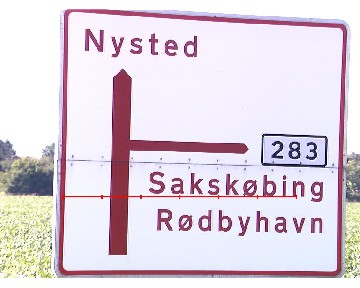 Nysted
283
Sakskøbing
Rødbyhavn